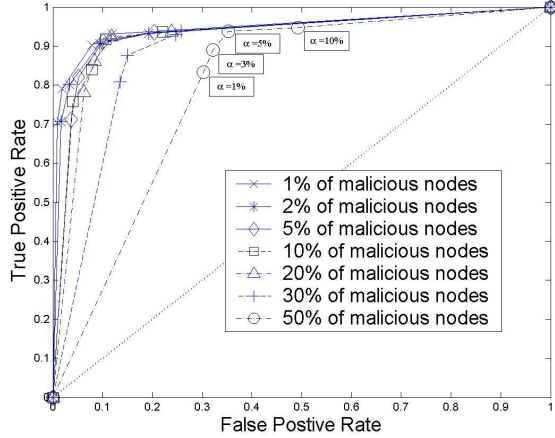 1
0.9
0.8
0.7
0.6
0.5
0.4
0.3
0.2
0.1
0
True Positive Rate
α=5%
α=10%
α=3%
α=1%
1% of malicious nodes
2% of malicious nodes
5% of malicious nodes
10% of malicious nodes
20% of malicious nodes
30% of malicious nodes
50% of malicious nodes
0 0.1 0.2 0.3 0.4 0.5 0.6 0.7 0.8 0.9 1
False Postive Rate